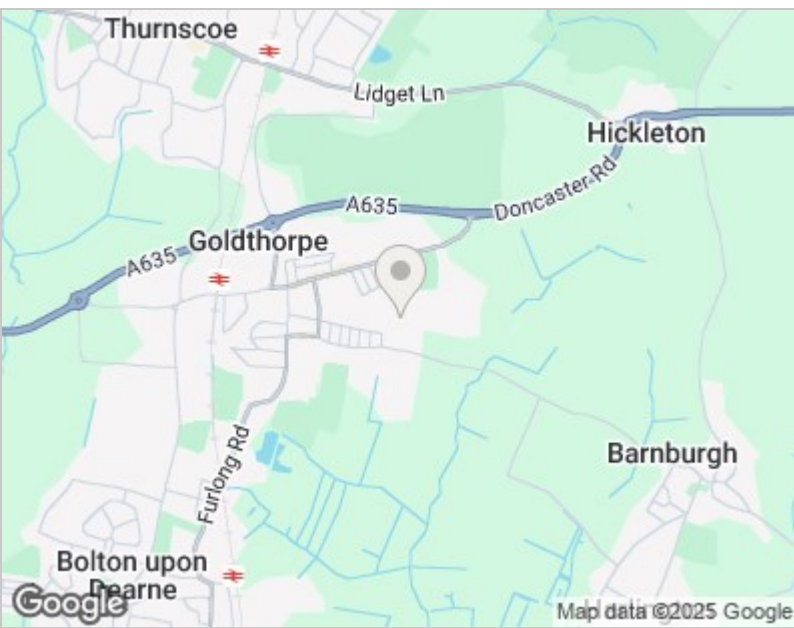 Thurnscoe
Lidget Ln
Hickleton
Doncaster Rd
A635
Goldthorpe
A635
Furlong Rd
Barnburgh
Bolton upon
Dearne
Google
Map data ©2025 Google